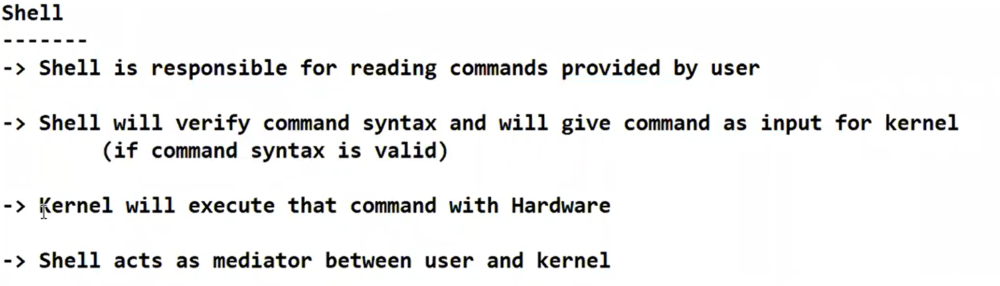 Shell
-------
-> Shell is responsible for reading commands provided by user
-> Shell will verify command syntax and will give command as input for kernel
(if command syntax is valid)
-> Kernel will execute that command with Hardware
-> Shell acts as mediator between user and kernel